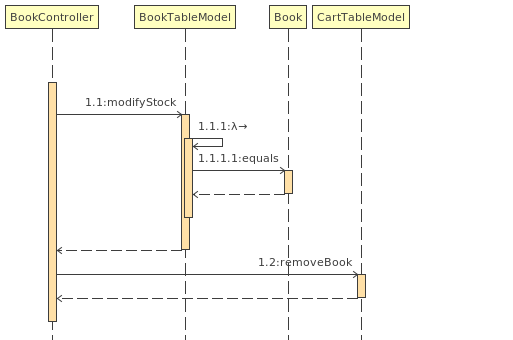 BookController
BookTableModel
Book
CartTableModel
1.1:modifyStock
1.1.1:λ→
1.1.1.1:equals
1.2:removeBook